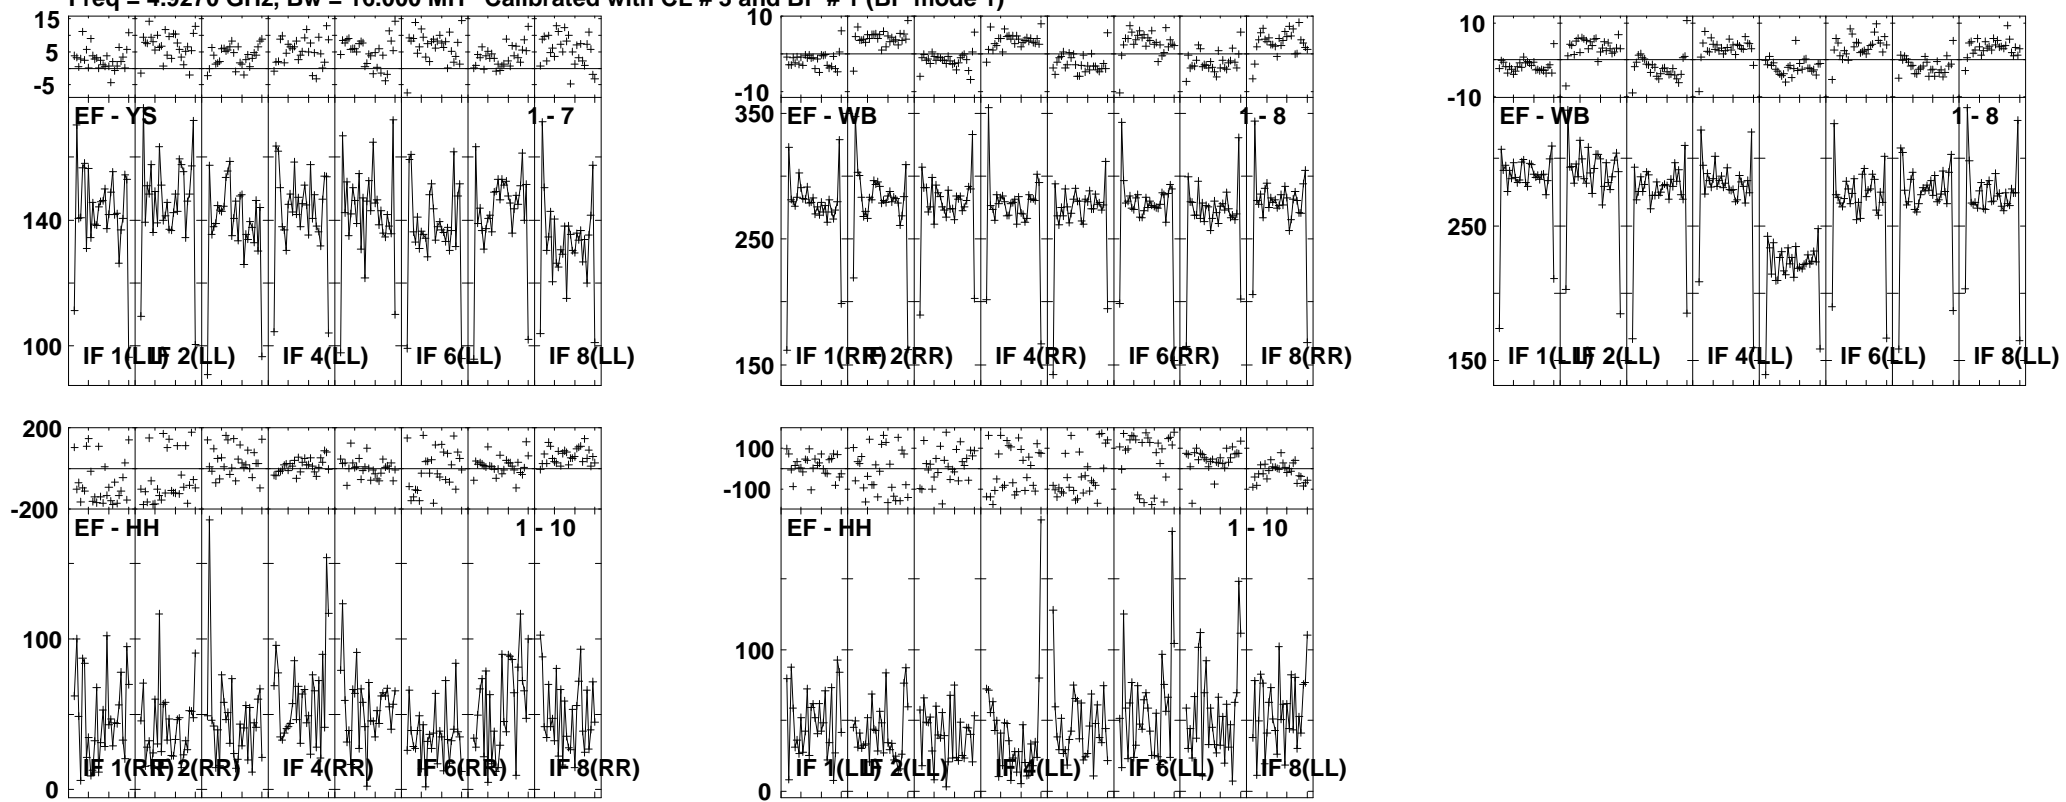 Freq = 4.9270 GHz, Bw = 16.000 MH Calibrated with CL # 3 and BP # 1 (BP mode 1)
15
5
-5
EF - YS
1 - 7
140
100
IF 1(LL)
IF 2(LL)
IF 4(LL)
IF 6(LL)
IF 8(LL)
10
-10
350
EF - WB
1 - 8
250
150
IF 1(RR)
IF 2(RR)
IF 4(RR)
IF 6(RR)
IF 8(RR)
10
-10
EF - WB
1 - 8
250
150
IF 1(LL)
IF 2(LL)
IF 4(LL)
IF 6(LL)
IF 8(LL)
200
-200
EF - HH
1 - 10
100
0
IF 1(RR)
IF 2(RR)
IF 4(RR)
IF 6(RR)
IF 8(RR)
100
-100
EF - HH
1 - 10
100
0
IF 1(LL)
IF 2(LL)
IF 4(LL)
IF 6(LL)
IF 8(LL)